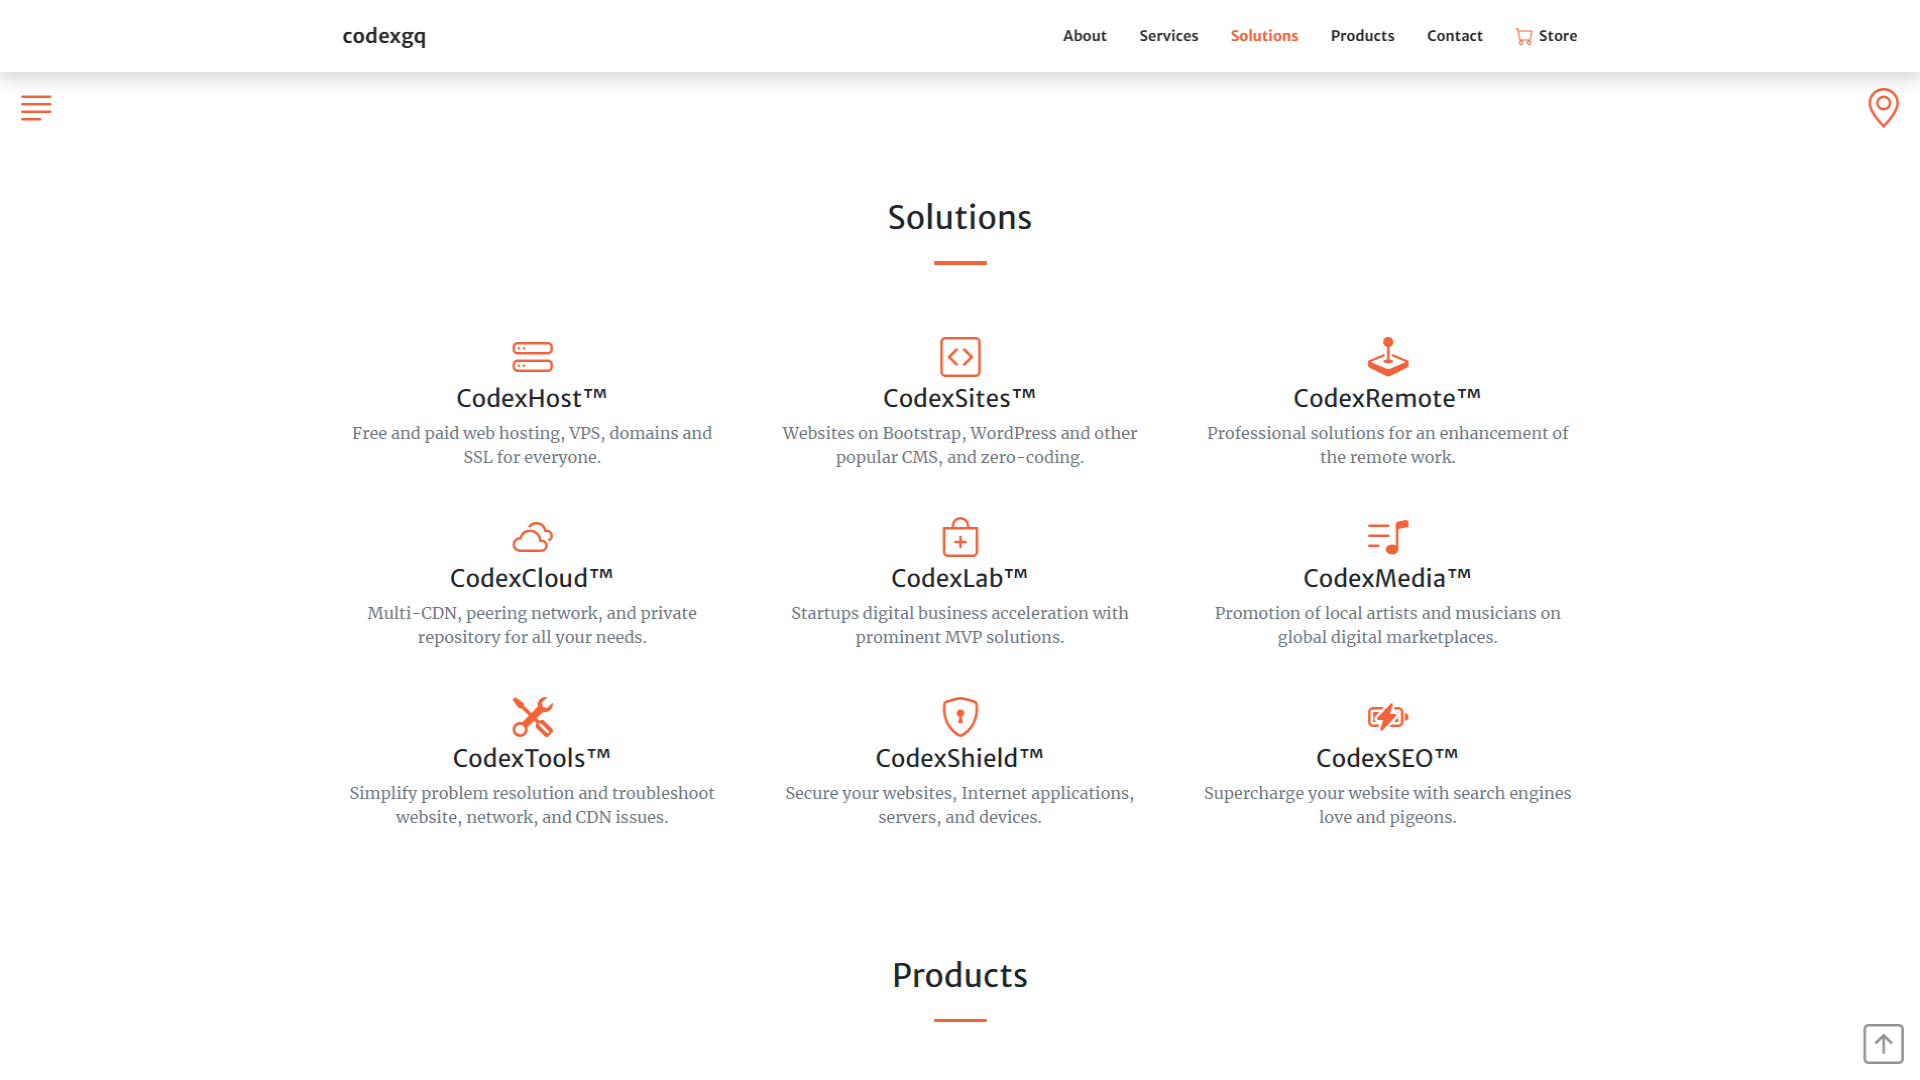 codexgq
About
Services
Solutions
Products
Contact
Store
Solutions
CodexHost™
Free and paid web hosting, VPS, domains and
SSL for everyone.
CodexSites™
Websites on Bootstrap, WordPress and other
popular CMS, and zero-coding.
CodexRemote™
Professional solutions for an enhancement of
the remote work.
CodexCloud™
Multi-CDN, peering network, and private
repository for all your needs.
CodexLab™
Startups digital business acceleration with
prominent MVP solutions.
CodexMedia™
Promotion of local artists and musicians on
global digital marketplaces.
CodexTools™
Simplify problem resolution and troubleshoot
website, network, and CDN issues.
CodexShield™
Secure your websites, Internet applications,
servers, and devices.
CodexSEO™
Supercharge your website with search engines
love and pigeons.
Products